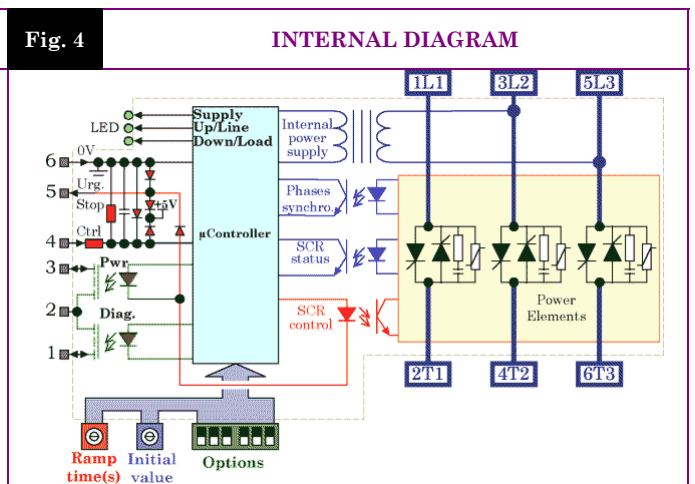 Fig. 4
INTERNAL DIAGRAM
1L1
3L2
5L3
Supply
LED
Up/Line
Down/Load
Internal
power
supply
6
0V
5
Urg.
Stop
+5V
Phases
synchro.
4
Ctrl
µController
SCR
status
3
Pwr
2
Diag.
1
SCR
control
Power
Elements
2T1
4T2
6T3
Ramp
time(s)
Initial
value
Options